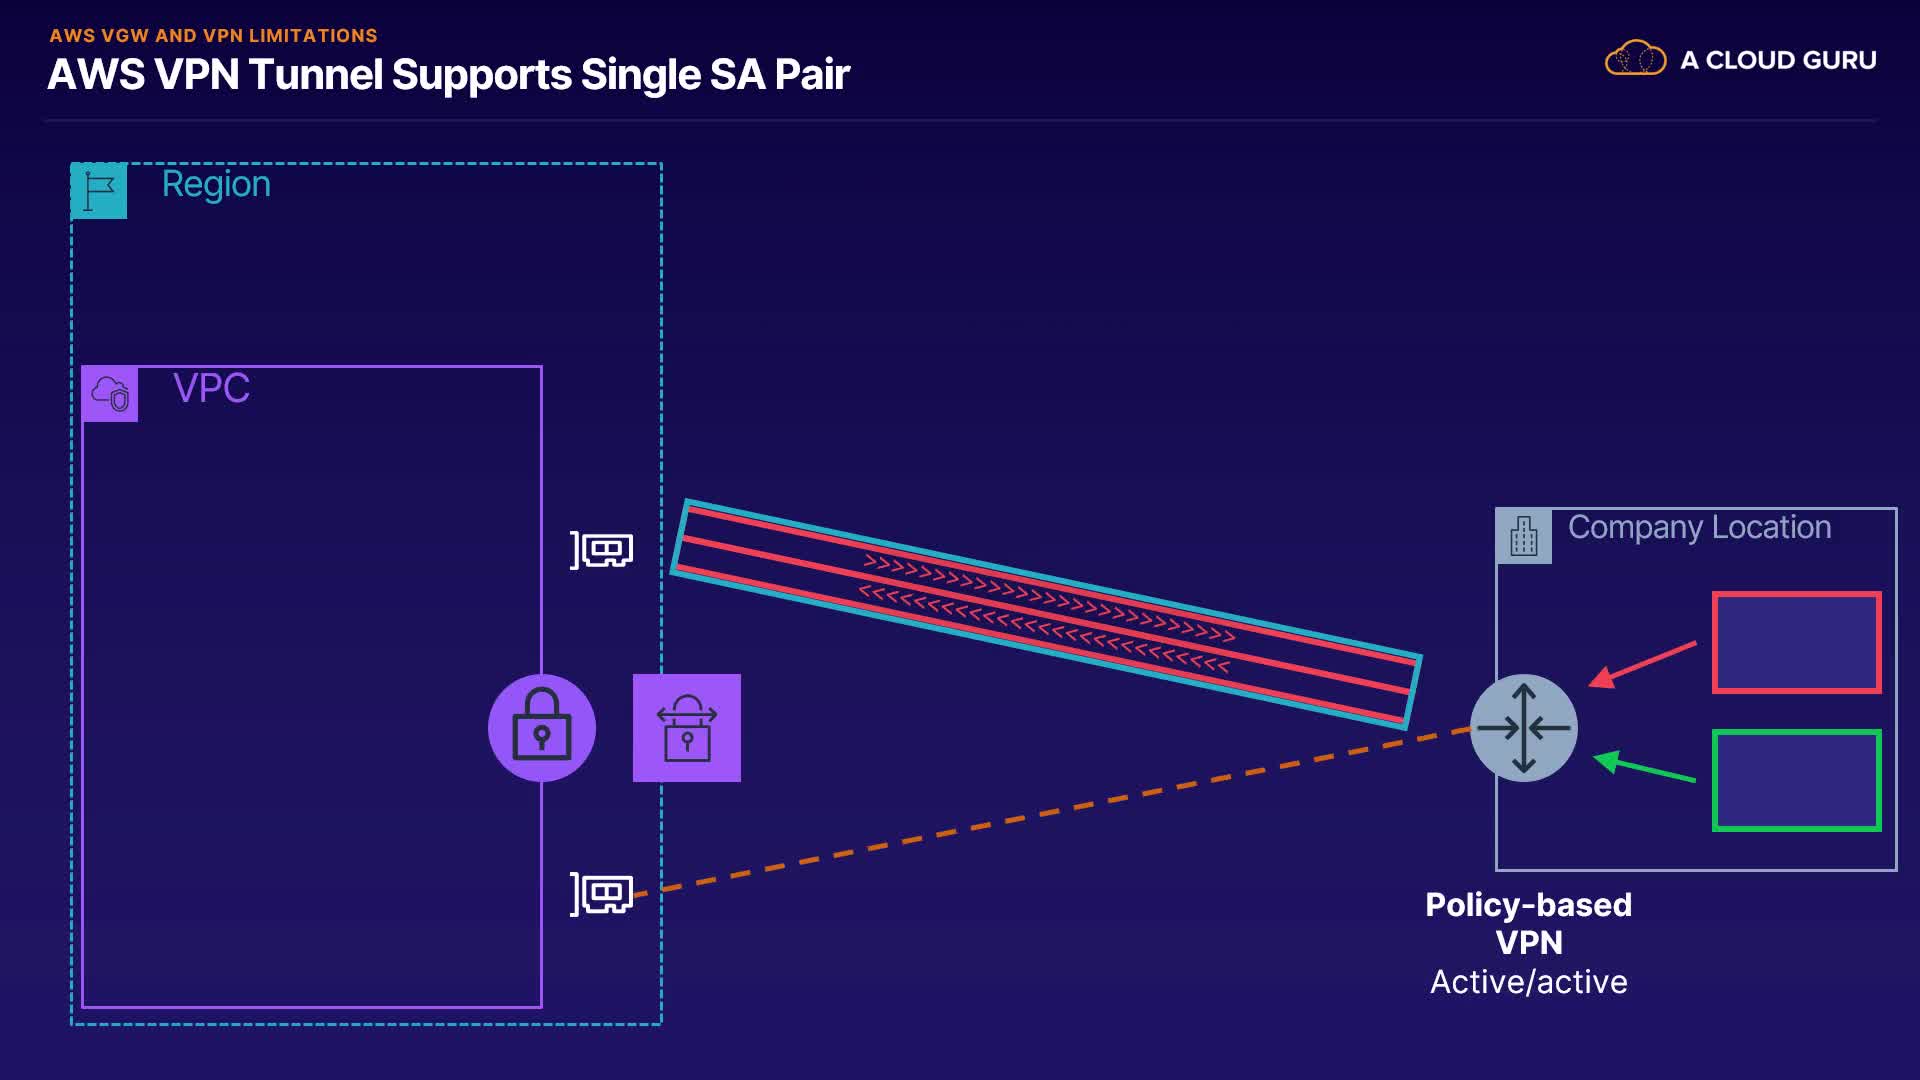 AWS VGW AND VPN LIMITATIONS
AWS VPN Tunnel Supports Single SA Pair
A CLOUD GURU
Region
VPC
Company Location
Policy-based
VPN
Active/active